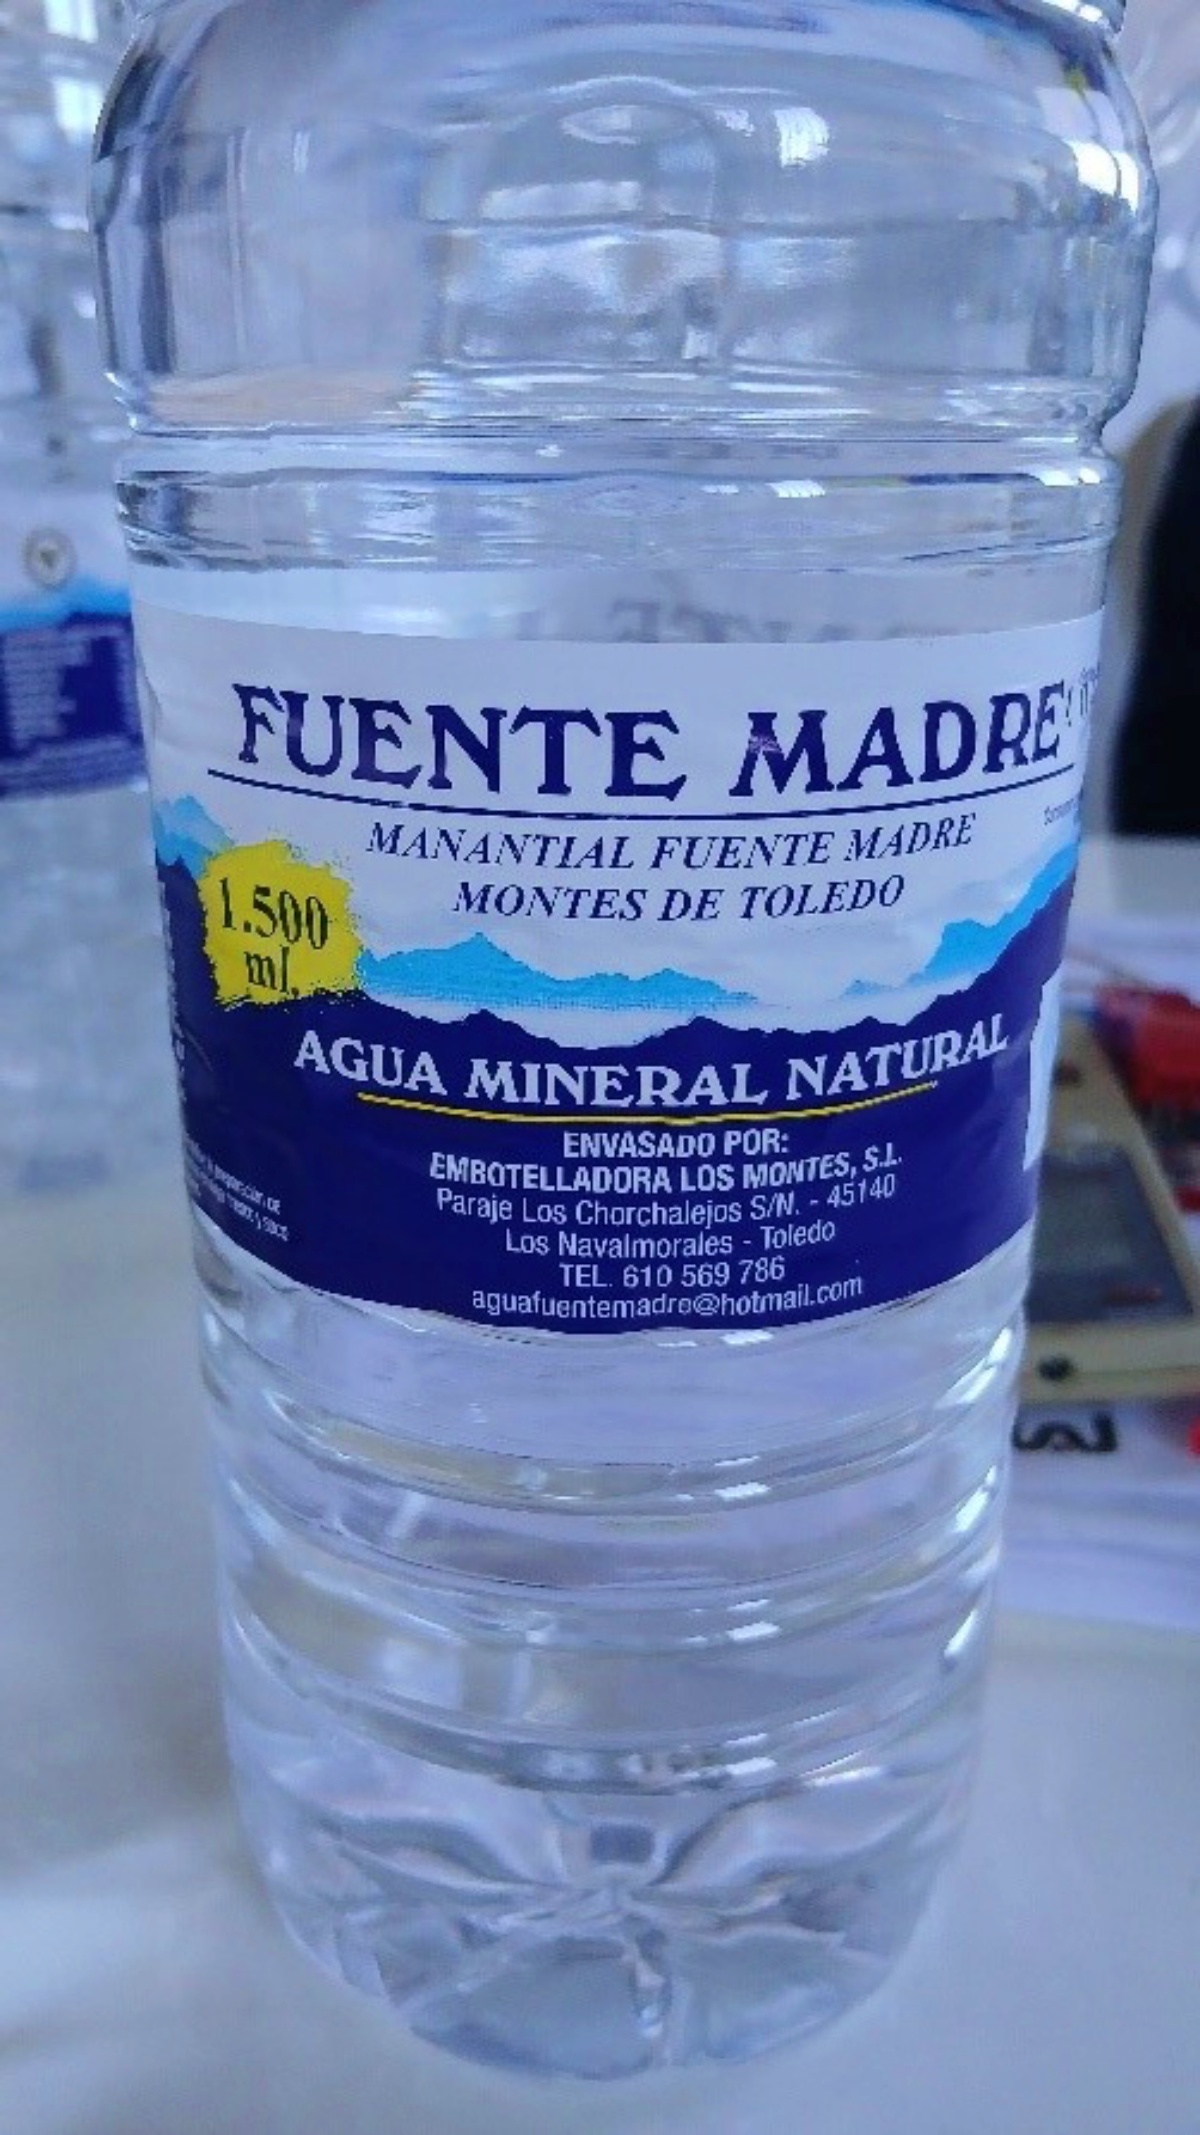 FUENTE MADRE
MANANTIAL FUENTE MADRE
MONTES DE TOLEDO
1.500
ml.
AGUA MINERAL NATURAL
ENVASADO POR:
EMBOTELLADORA LOS MONTES, S.L.
Paraje Los Chorchalejos S/N. - 45140
Los Navalmorales - Toledo
TEL. 610 569 786
aguafuentemadre@hotmail.com